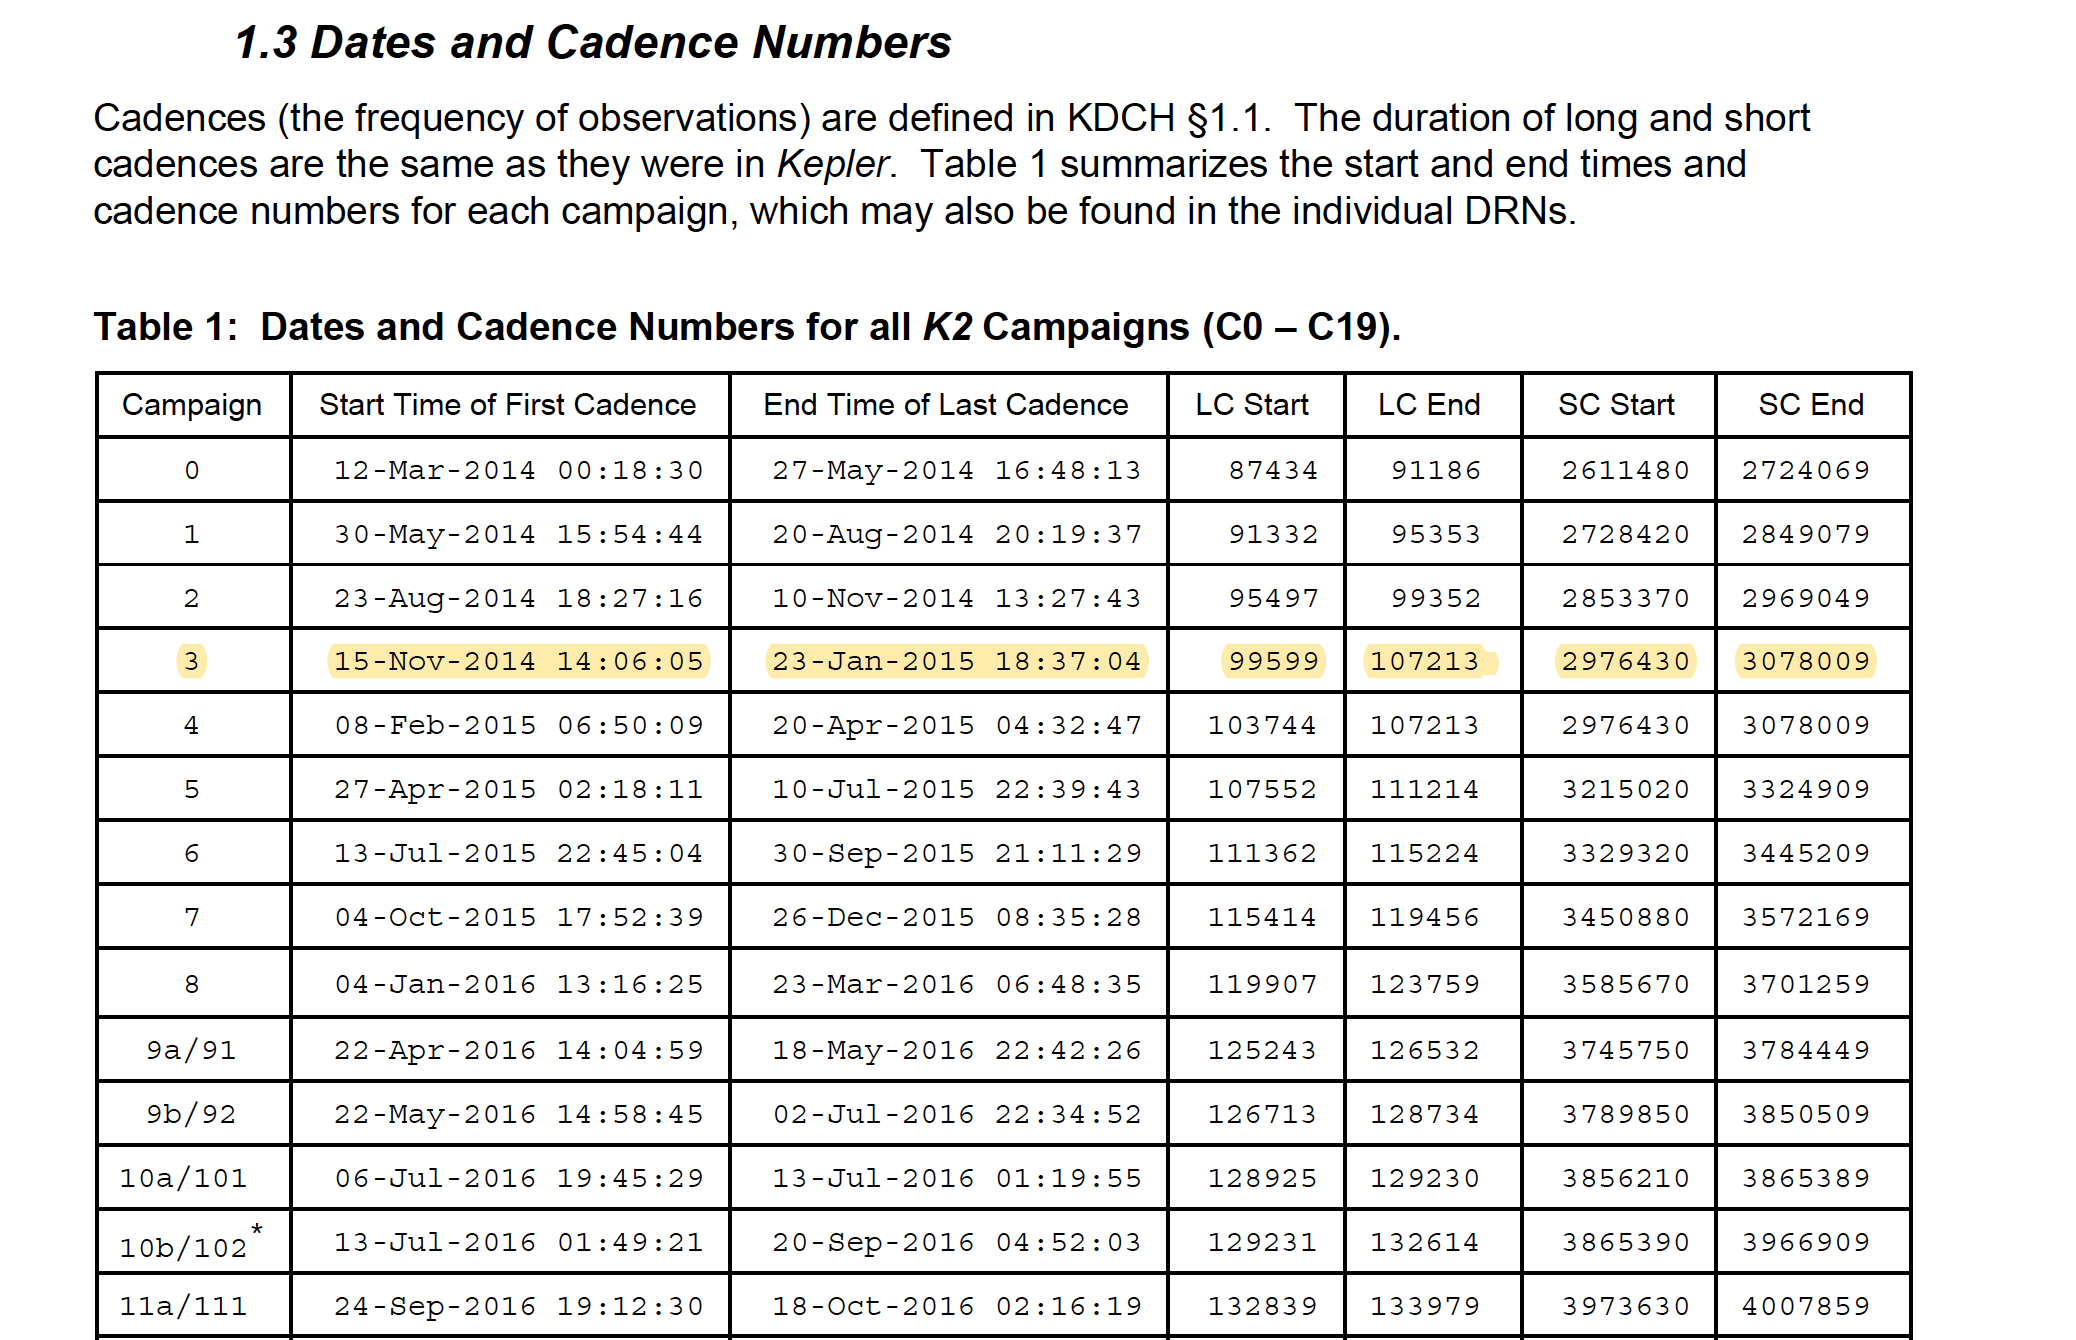 1.3 Dates and Cadence Numbers
Cadences (the frequency of observations) are defined in KDCH §1.1.  The duration of long and short
cadences are the same as they were in Kepler.  Table 1 summarizes the start and end times and
cadence numbers for each campaign, which may also be found in the individual DRNs.
Table 1:  Dates and Cadence Numbers for all K2 Campaigns (C0 – C19).
Campaign Start Time of First Cadence End Time of Last Cadence LC Start LC End SC Start SC End
0 12-Mar-2014 00:18:30 27-May-2014 16:48:13 87434 91186 2611480 2724069
1 30-May-2014 15:54:44 20-Aug-2014 20:19:37 91332 95353 2728420 2849079
2 23-Aug-2014 18:27:16 10-Nov-2014 13:27:43 95497 99352 2853370 2969049
3 15-Nov-2014 14:06:05 23-Jan-2015 18:37:04 99599 107213 2976430 3078009
4 08-Feb-2015 06:50:09 20-Apr-2015 04:32:47 103744 107213 2976430 3078009
5 27-Apr-2015 02:18:11 10-Jul-2015 22:39:43 107552 111214 3215020 3324909
6 13-Jul-2015 22:45:04 30-Sep-2015 21:11:29 111362 115224 3329320 3445209
7 04-Oct-2015 17:52:39 26-Dec-2015 08:35:28 115414 119456 3450880 3572169
8 04-Jan-2016 13:16:25 23-Mar-2016 06:48:35 119907 123759 3585670 3701259
9a/91 22-Apr-2016 14:04:59 18-May-2016 22:42:26 125243 126532 3745750 3784449
9b/92 22-May-2016 14:58:45 02-Jul-2016 22:34:52 126713 128734 3789850 3850509
10a/101 06-Jul-2016 19:45:29 13-Jul-2016 01:19:55 128925 129230 3856210 3865389
10b/102* 13-Jul-2016 01:49:21 20-Sep-2016 04:52:03 129231 132614 3865390 3966909
11a/111 24-Sep-2016 19:12:30 18-Oct-2016 02:16:19 132839 133979 3973630 4007859